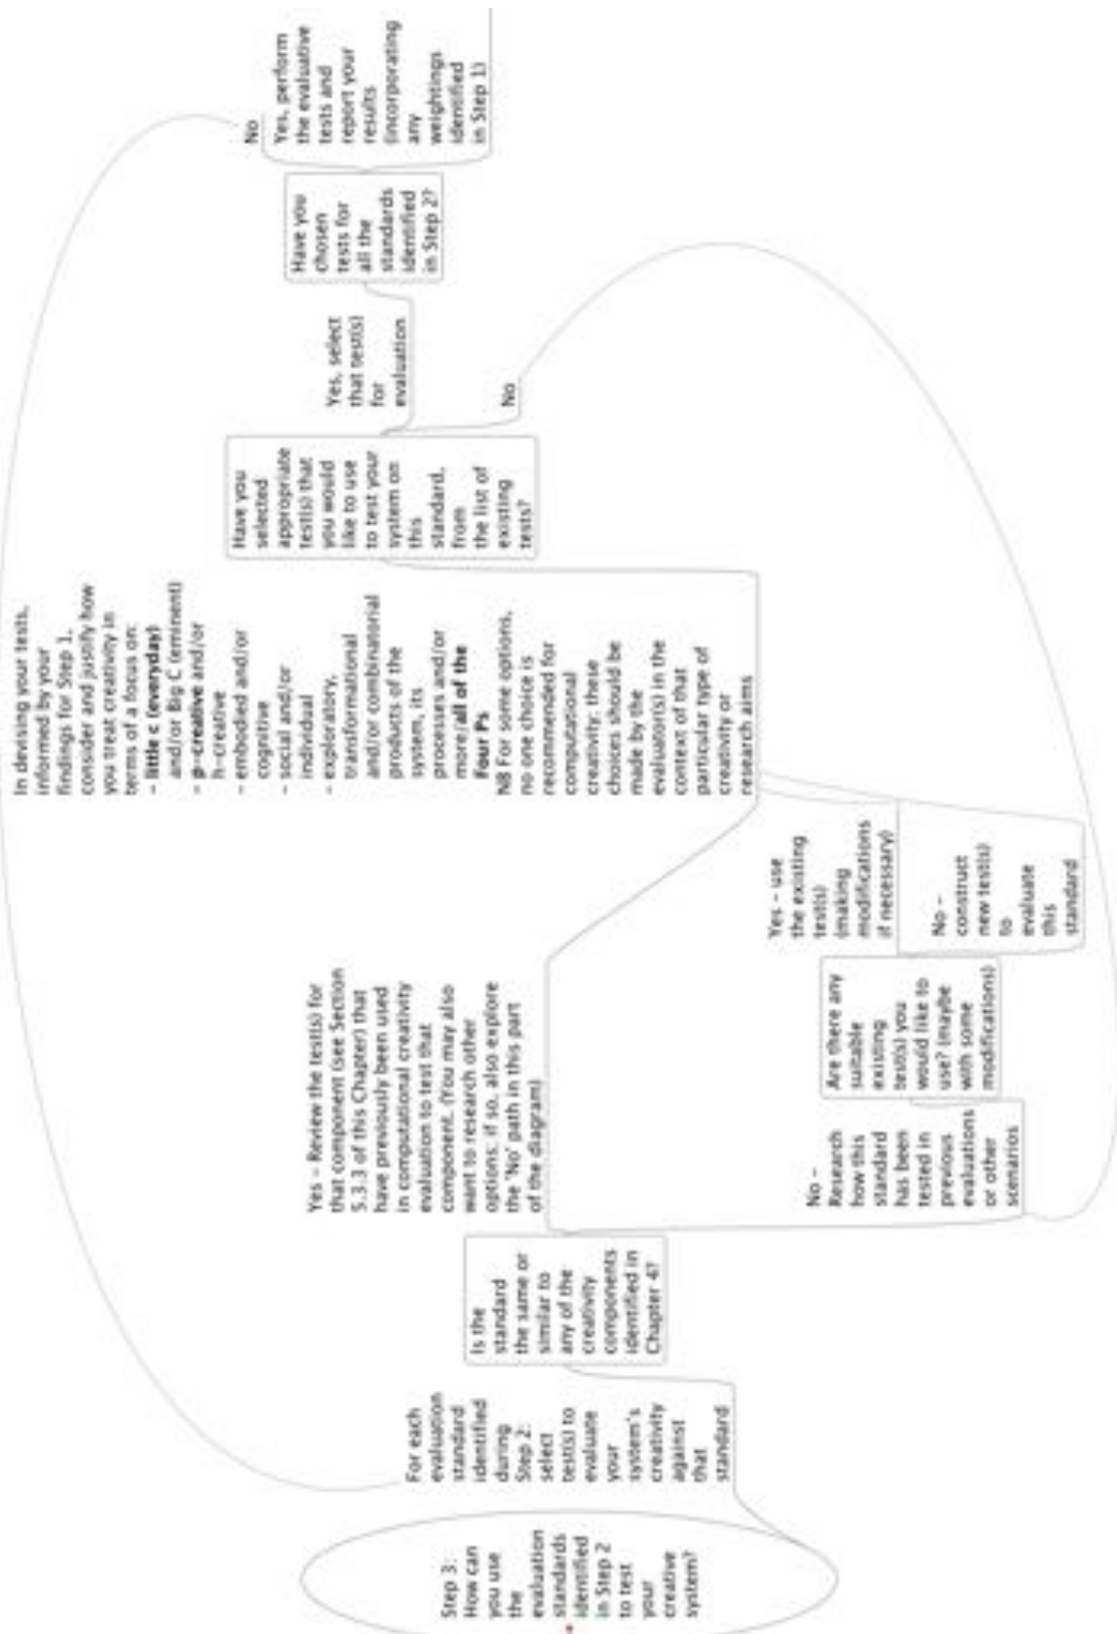 Step 3:
How can
you use
the
evaluation
standards
identified
in Step 2
to test
your
creative
system?
For each
evaluation
standard
identified
during
Step 2:
select
test(s) to
evaluate
your
system's
creativity
against
that
standard
Is the
standard
the same or
similar to
any of the
creativity
components
identified in
Chapter 4?
Yes - Review the test(s) for
that component (see Section
5.3.3 of this Chapter) that
have previously been used
in computational creativity
evaluation to test that
component. (You may also
want to research other
options; if so, also explore
the 'No' path in this part
of the diagram)
No -
Research
how this
standard
has been
tested in
previous
evaluations
or other
scenarios
Are there any
suitable
existing
test(s) you
would like to
use? (maybe
with some
modifications)
Yes - use
the existing
test(s)
(making
modifications
if necessary)
No -
construct
new test(s)
to
evaluate
this
standard
In devising your tests,
informed by your
findings for Step 1,
consider and justify how
you treat creativity in
terms of a focus on:
- little c (everyday)
and/or Big C (eminent)
- p-creative and/or
h-creative
- embodied and/or
cognitive
- social and/or
individual
- exploratory,
transformational
and/or combinatorial
products of the
system, its
processes and/or
more/all of the
Four Ps
NB For some options,
no one choice is
recommended for
computational
creativity; these
choices should be
made by the
evaluator(s) in the
context of that
particular type of
creativity or
research aims
Have you
selected
appropriate
test(s) that
you would
like to use
to test your
system on
this
standard,
from
the list of
existing
tests?
Yes, select
that test(s)
for
evaluation
No
Have you
chosen
tests for
all the
standards
identified
in Step 2?
No
Yes, perform
the evaluative
tests and
report your
results
(incorporating
any
weightings
identified
in Step 1)